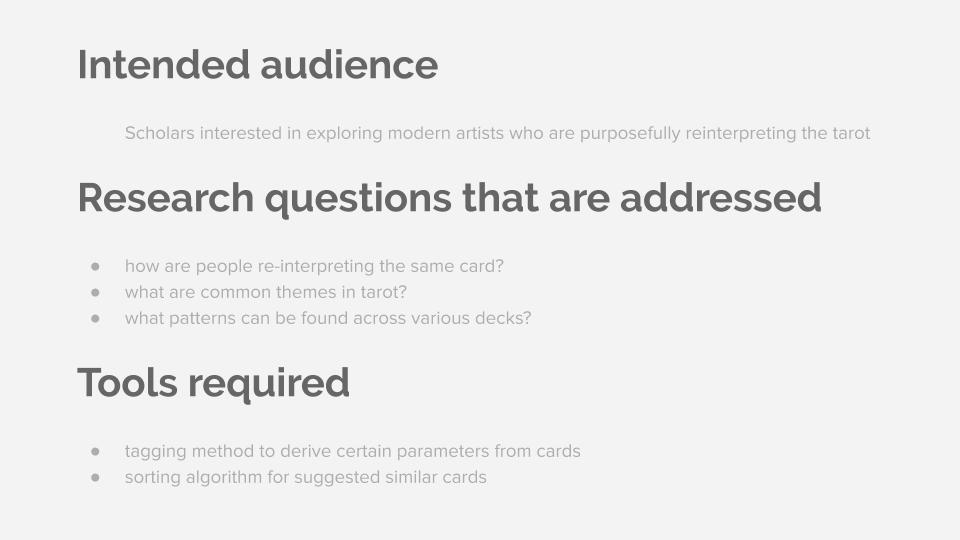 Intended audience
Scholars interested in exploring modern artists who are purposefully reinterpreting the tarot
Research questions that are addressed
● how are people re-interpreting the same card?
● what are common themes in tarot?
● what patterns can be found across various decks?
Tools required
● tagging method to derive certain parameters from cards
● sorting algorithm for suggested similar cards